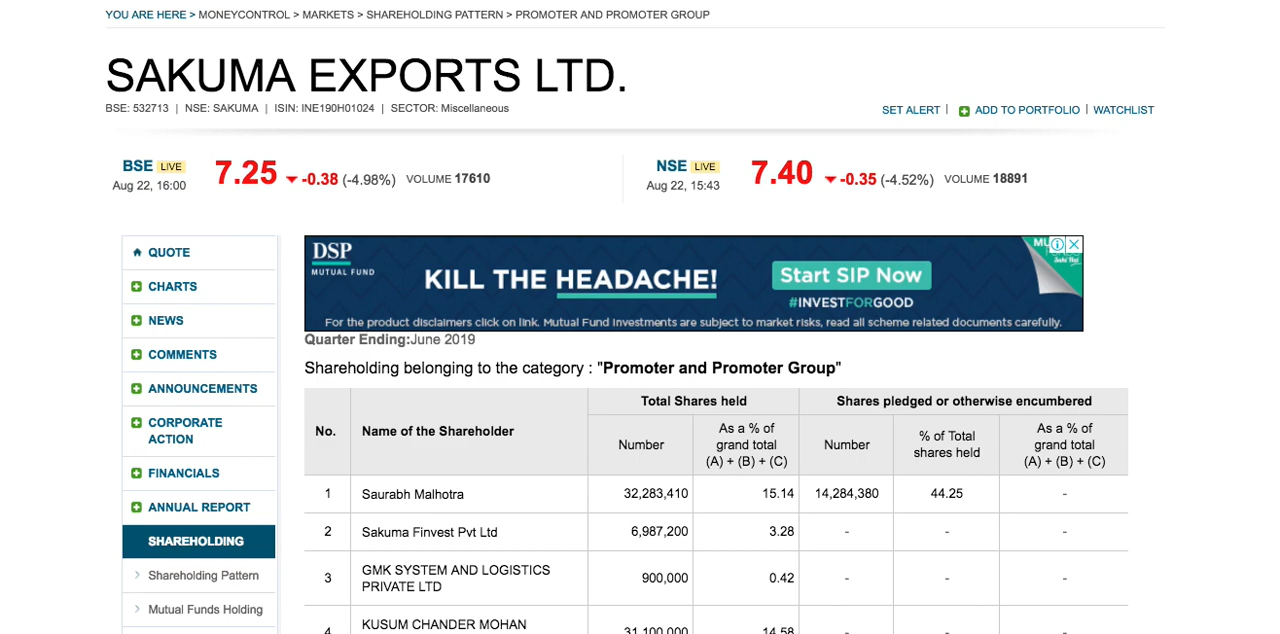 YOU ARE HERE > MONEYCONTROL > MARKETS > SHAREHOLDING PATTERN > PROMOTER AND PROMOTER GROUP
SAKUMA EXPORTS LTD.
BSE: 532713 | NSE: SAKUMA | ISIN: INE190H01024 | SECTOR: Miscellaneous
SET ALERT | ADD TO PORTFOLIO | WATCHLIST
BSE LIVE
Aug 22, 16:00
7.25 -0.38 (-4.98%) VOLUME 17610
NSE LIVE
Aug 22, 15:43
7.40 -0.35 (-4.52%) VOLUME 18891
QUOTE
CHARTS
NEWS
COMMENTS
ANNOUNCEMENTS
CORPORATE
ACTION
FINANCIALS
ANNUAL REPORT
SHAREHOLDING
Shareholding Pattern
Mutual Funds Holding
DSP
MUTUAL FUND
KILL THE HEADACHE!
Start SIP Now
#INVESTFORGOOD
For the product disclaimers click on link. Mutual Fund Investments are subject to market risks, read all scheme related documents carefully.
Quarter Ending:June 2019
Shareholding belonging to the category : "Promoter and Promoter Group"
No. Name of the Shareholder Total Shares held Shares pledged or otherwise encumbered
Number As a % of grand total (A) + (B) + (C) Number % of Total shares held As a % of grand total (A) + (B) + (C)
1 Saurabh Malhotra 32,283,410 15.14 14,284,380 44.25 -
2 Sakuma Finvest Pvt Ltd 6,987,200 3.28 - - -
3 GMK SYSTEM AND LOGISTICS PRIVATE LTD 900,000 0.42 - - -
4 KUSUM CHANDER MOHAN 31,100,000 14.58 - - -